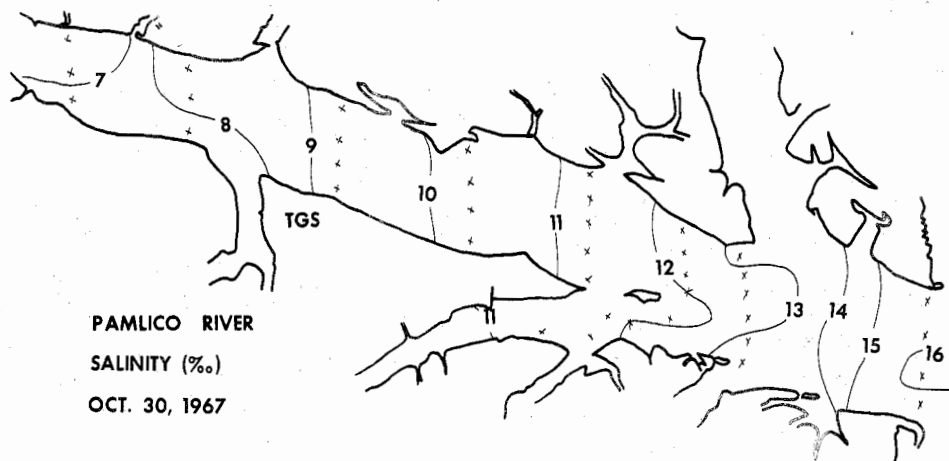 7
8
9
10
11
12
13
14
15
16
TGS
11
PAMLICO RIVER
SALINITY (‰)
OCT. 30, 1967